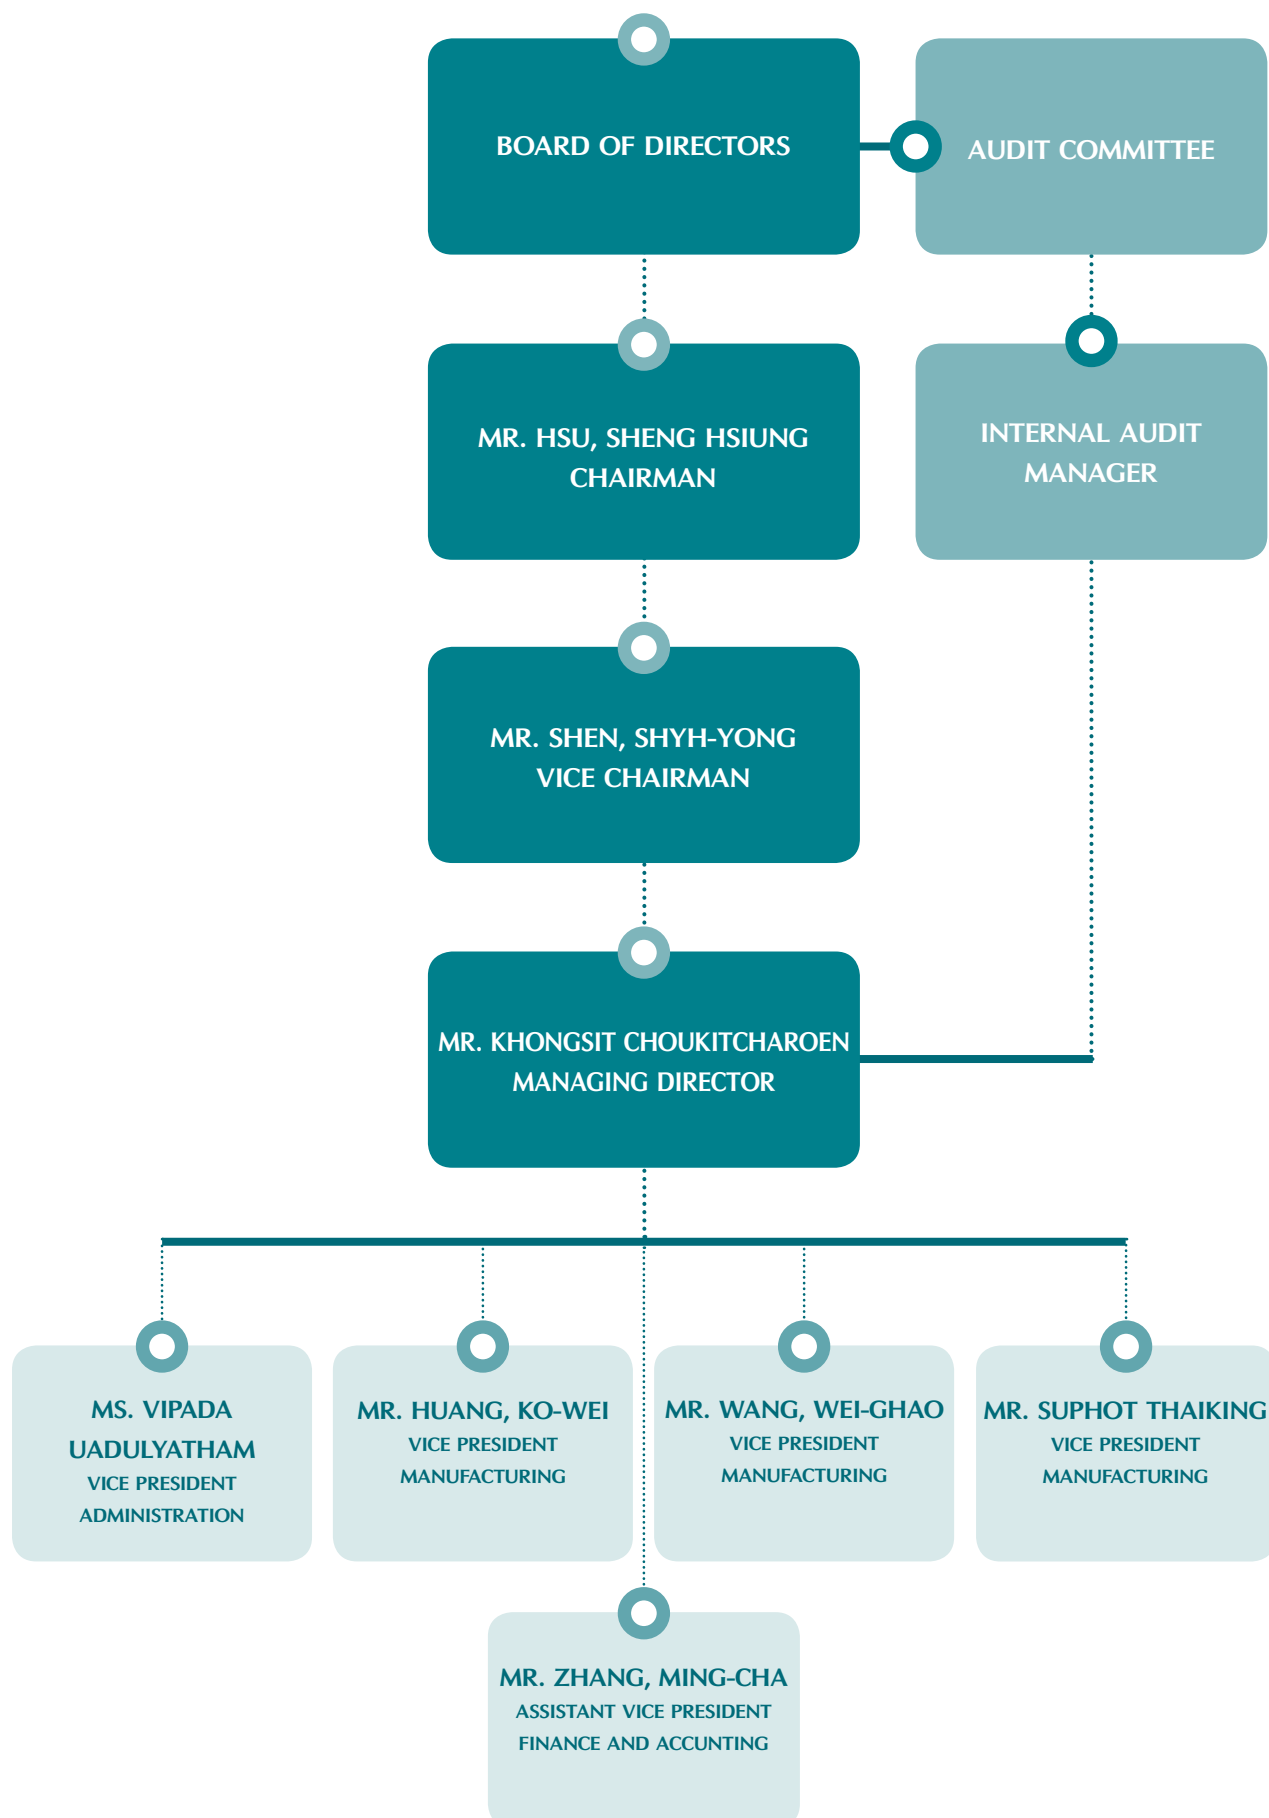 BOARD OF DIRECTORS
AUDIT COMMITTEE
MR. HSU, SHENG HSIUNG
CHAIRMAN
INTERNAL AUDIT
MANAGER
MR. SHEN, SHYH-YONG
VICE CHAIRMAN
MR. KHONGSIT CHOUKITCHAROEN
MANAGING DIRECTOR
MS. VIPADA
UADULYATHAM
VICE PRESIDENT
ADMINISTRATION
MR. HUANG, KO-WEI
VICE PRESIDENT
MANUFACTURING
MR. WANG, WEI-GHAO
VICE PRESIDENT
MANUFACTURING
MR. SUPHOT THAIKING
VICE PRESIDENT
MANUFACTURING
MR. ZHANG, MING-CHA
ASSISTANT VICE PRESIDENT
FINANCE AND ACCUNTING